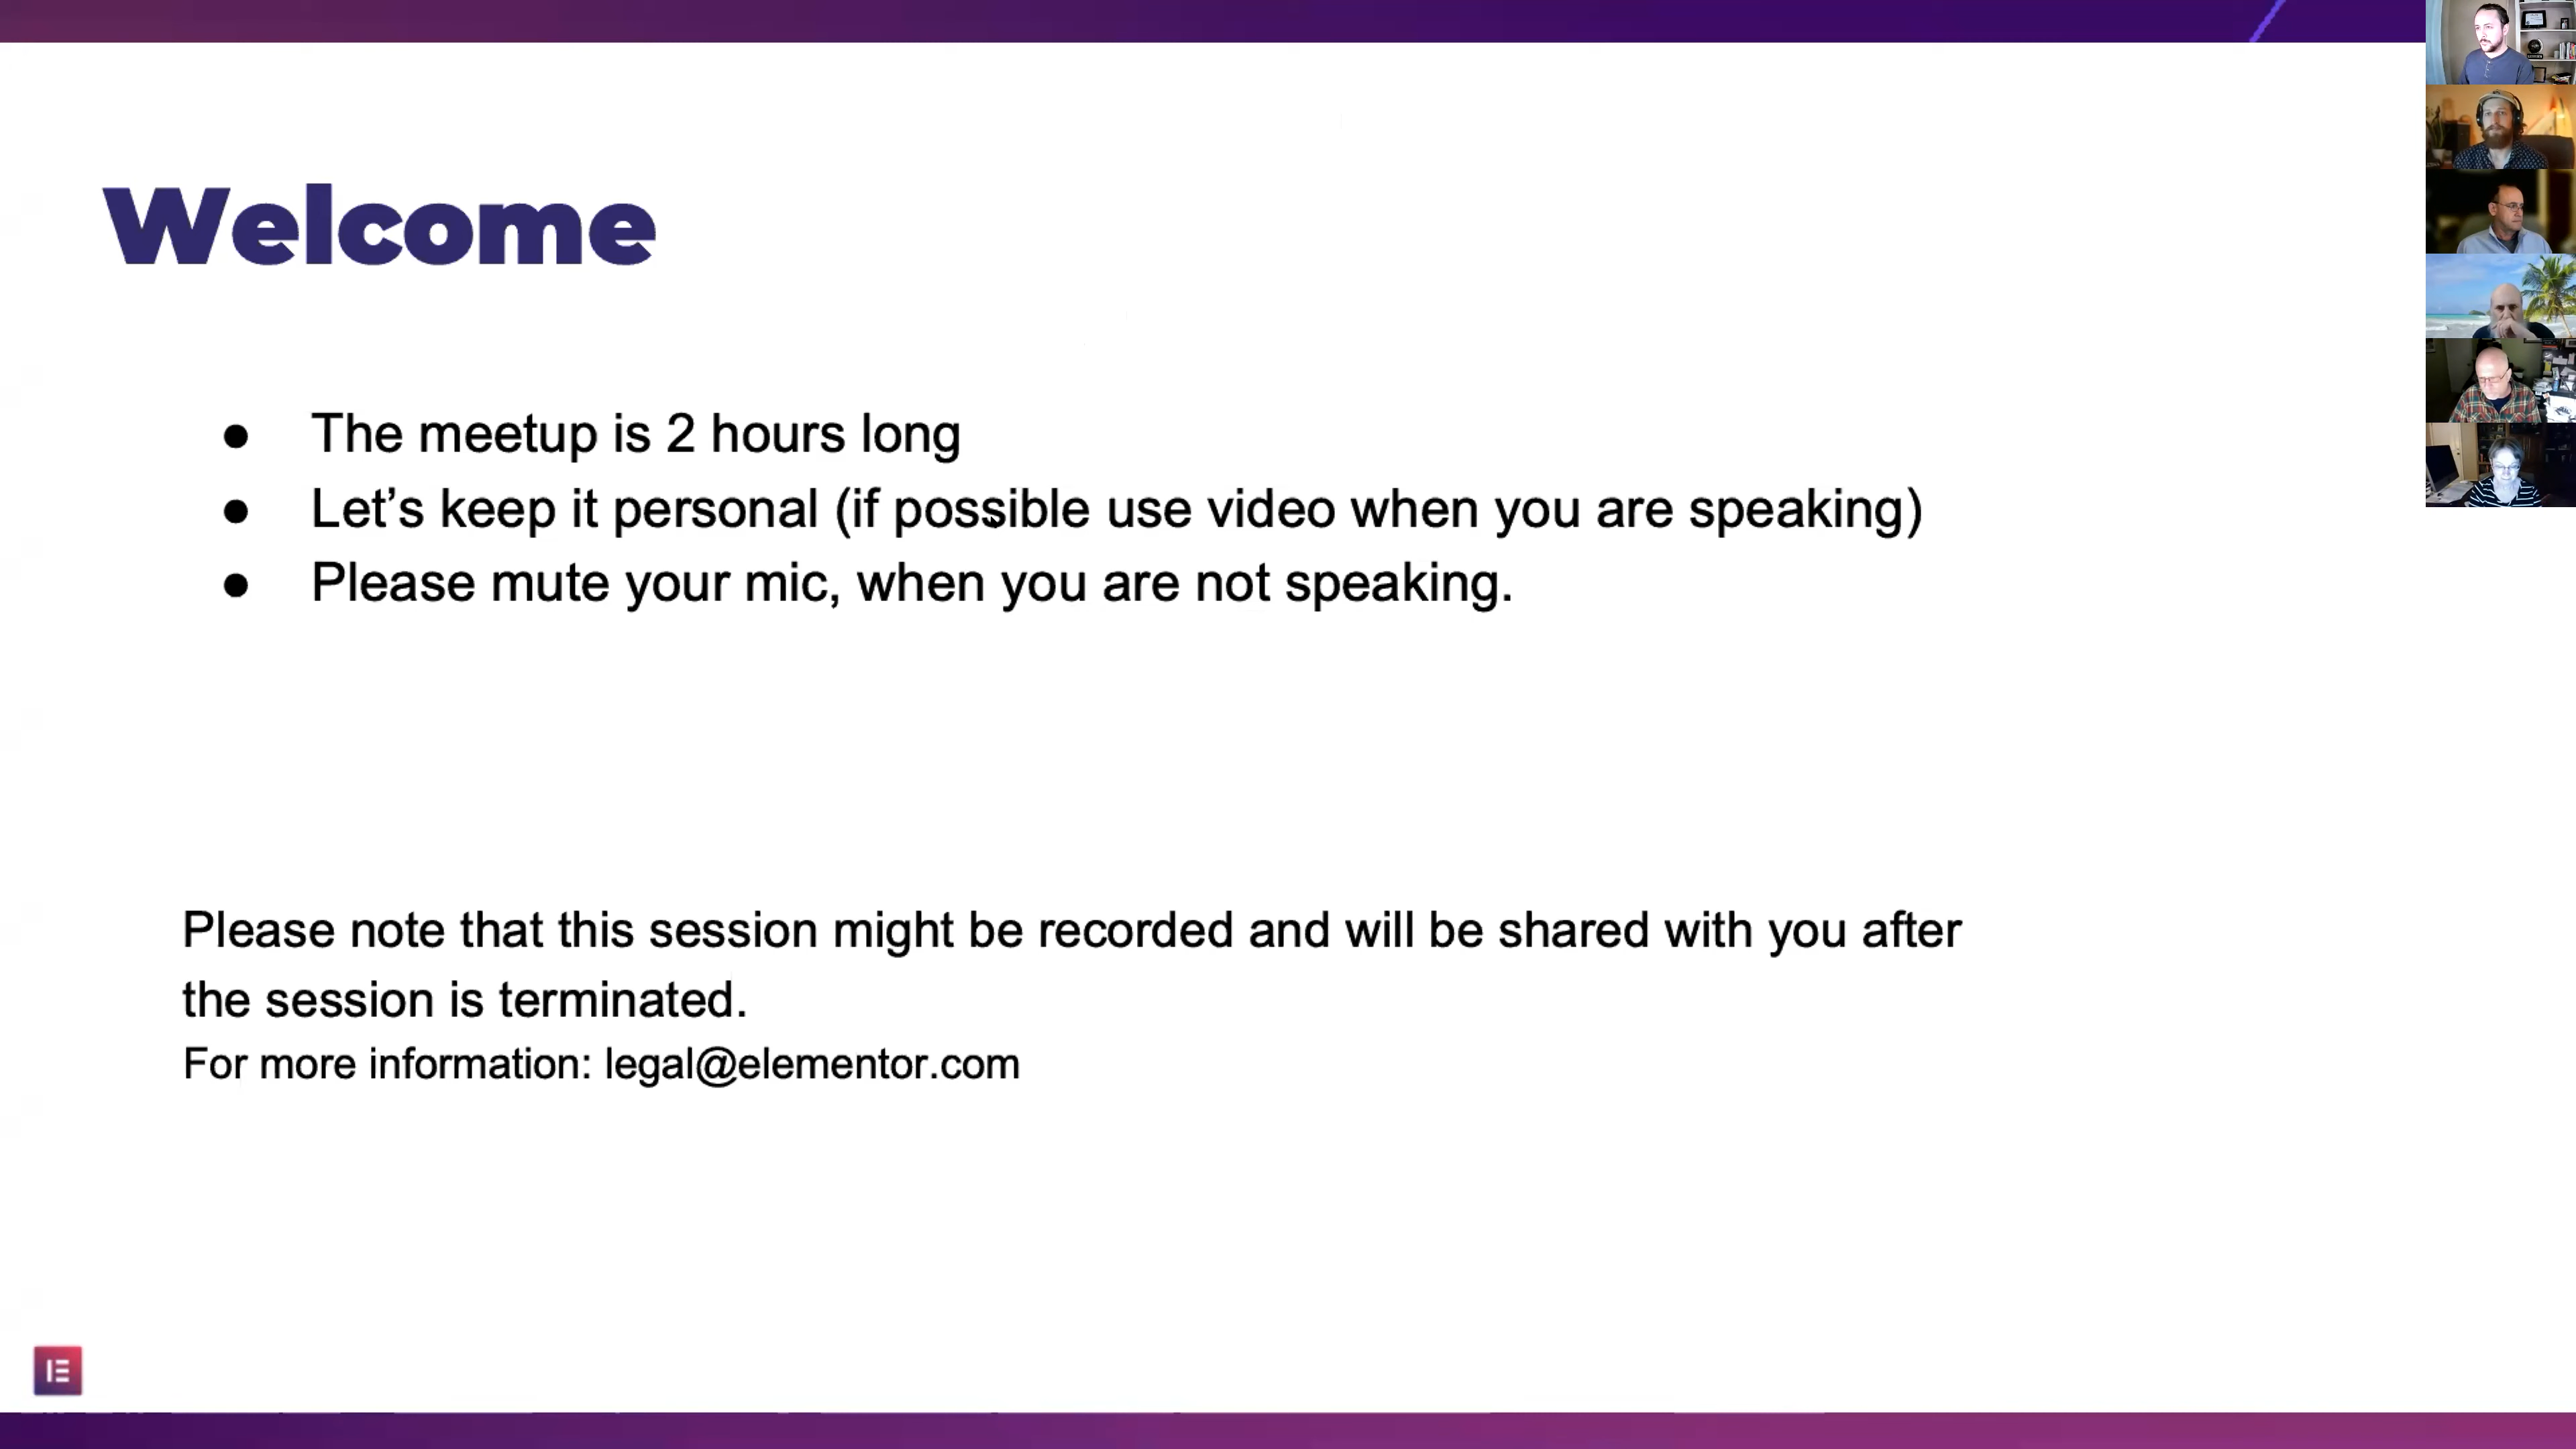 Welcome
● The meetup is 2 hours long
● Let’s keep it personal (if possible use video when you are speaking)
● Please mute your mic, when you are not speaking.
Please note that this session might be recorded and will be shared with you after
the session is terminated.
For more information: legal@elementor.com